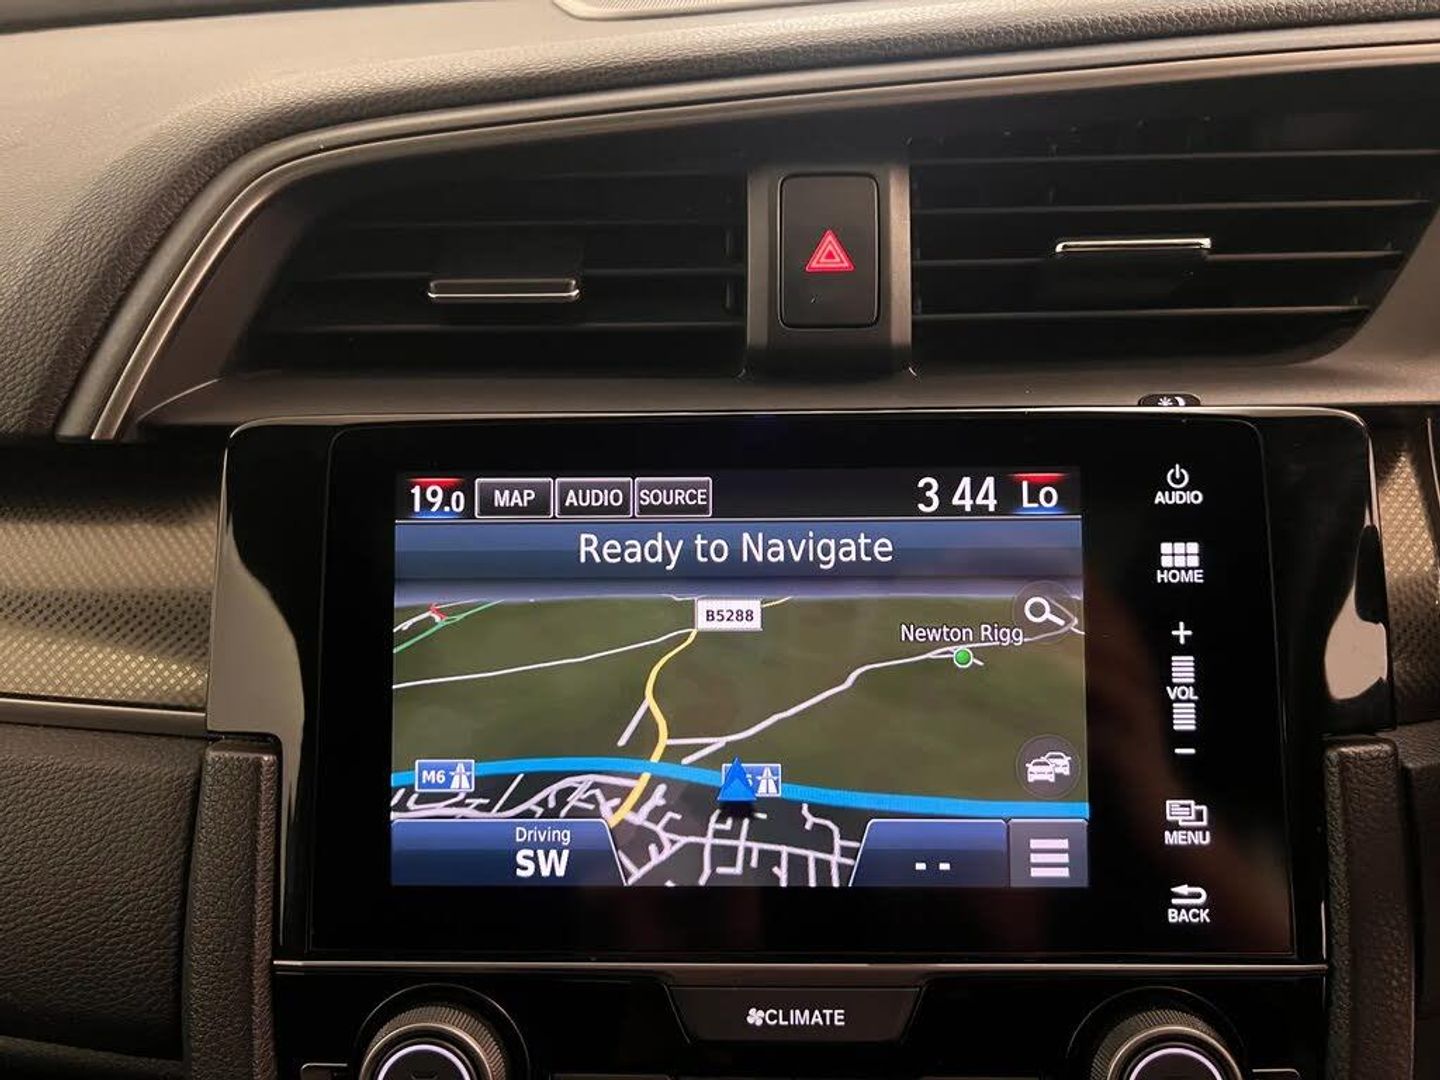 19.0 MAP AUDIO SOURCE 3 44 Lo
Ready to Navigate
B5288
Newton Rigg
M6
Driving
SW
- -
AUDIO
HOME
+
VOL
-
MENU
BACK
CLIMATE